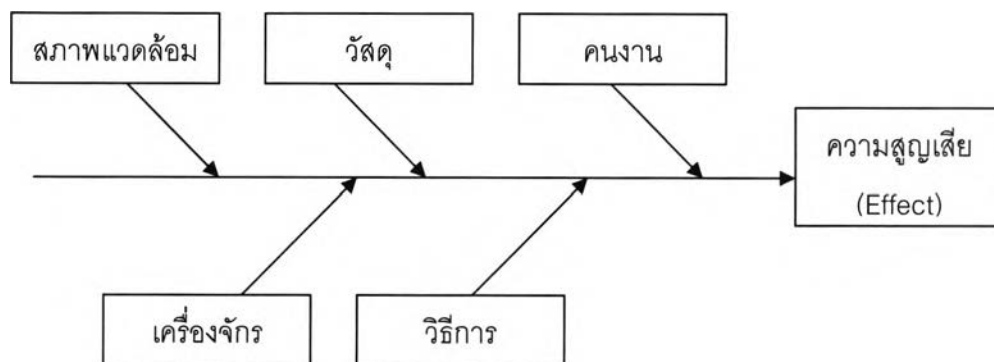 สภาพแวดล้อม
วัสดุ
คนงาน
ความสูญเสีย
(Effect)
เครื่องจักร
วิธีการ